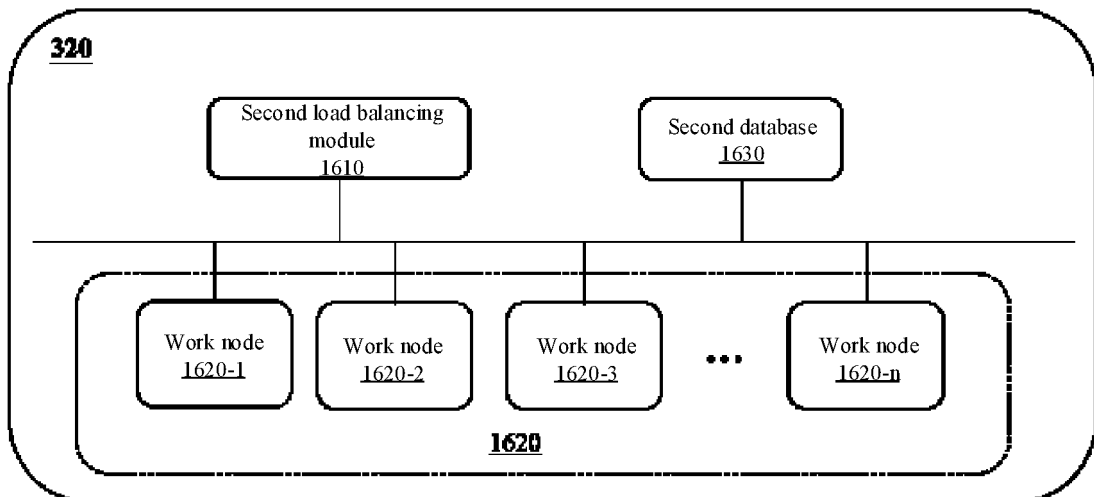 320
Second load balancing
module
1610
Second database
1630
Work node
1620-1
Work node
1620-2
Work node
1620-3
•••
Work node
1620-n
1620